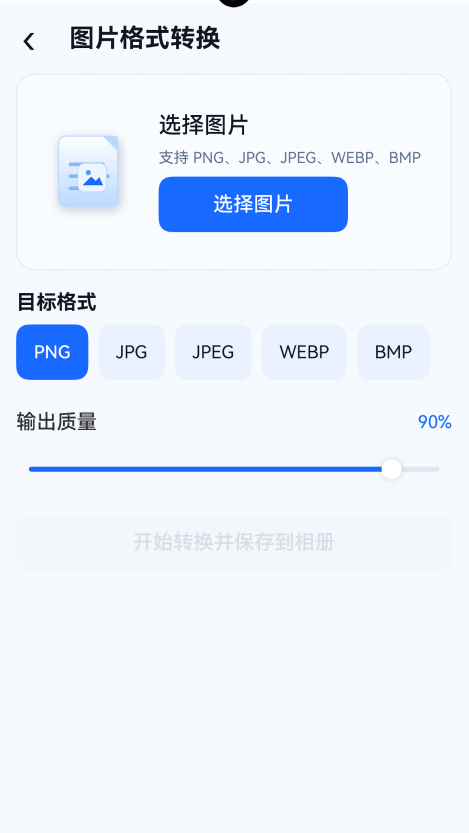 图片格式转换
选择图片
支持 PNG、JPG、JPEG、WEBP、BMP
选择图片
目标格式
PNG JPG JPEG WEBP BMP
输出质量 90%
开始转换并保存到相册